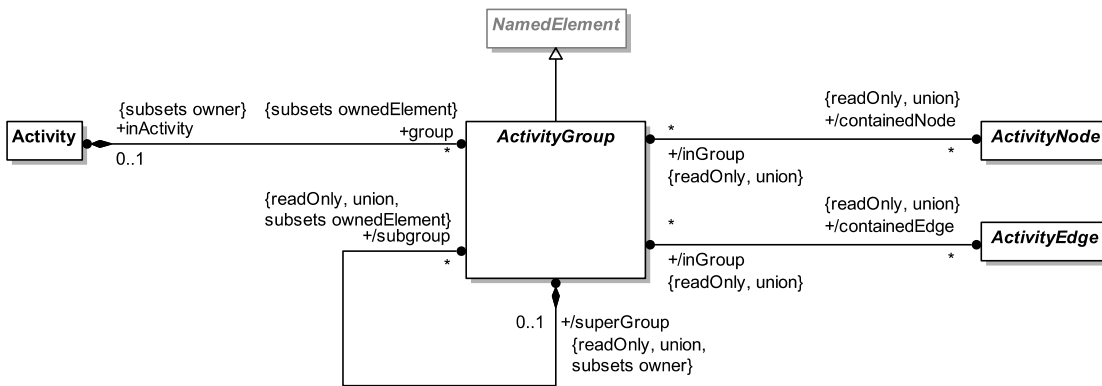 NamedElement
{subsets owner}
+inActivity
{subsets ownedElement}
+group
Activity
0..1
*
ActivityGroup
*
+/inGroup
{readOnly, union}
{readOnly, union}
+/containedNode
*
ActivityNode
{readOnly, union,
subsets ownedElement}
+/subgroup
*
*
+/inGroup
{readOnly, union}
{readOnly, union}
+/containedEdge
*
ActivityEdge
0..1
+/superGroup
{readOnly, union,
subsets owner}